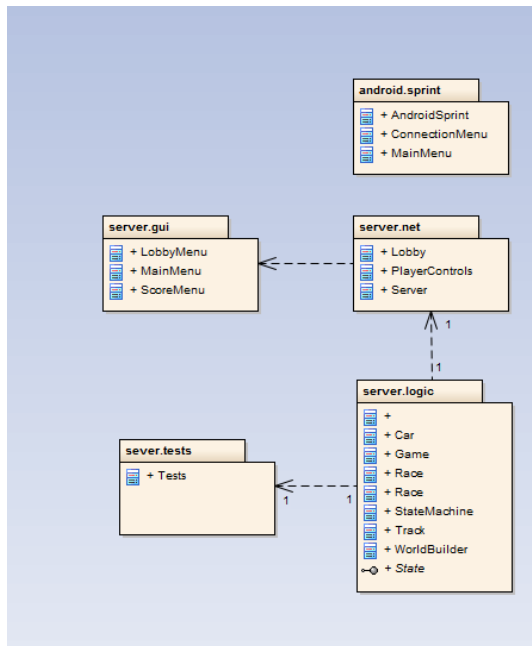 android.sprint
+ AndroidSprint
+ ConnectionMenu
+ MainMenu
server.gui
+ LobbyMenu
+ MainMenu
+ ScoreMenu
server.net
+ Lobby
+ PlayerControls
+ Server
1
1
server.logic
+
+ Car
+ Game
+ Race
+ Race
+ StateMachine
+ Track
+ WorldBuilder
+ State
sever.tests
+ Tests
1
1